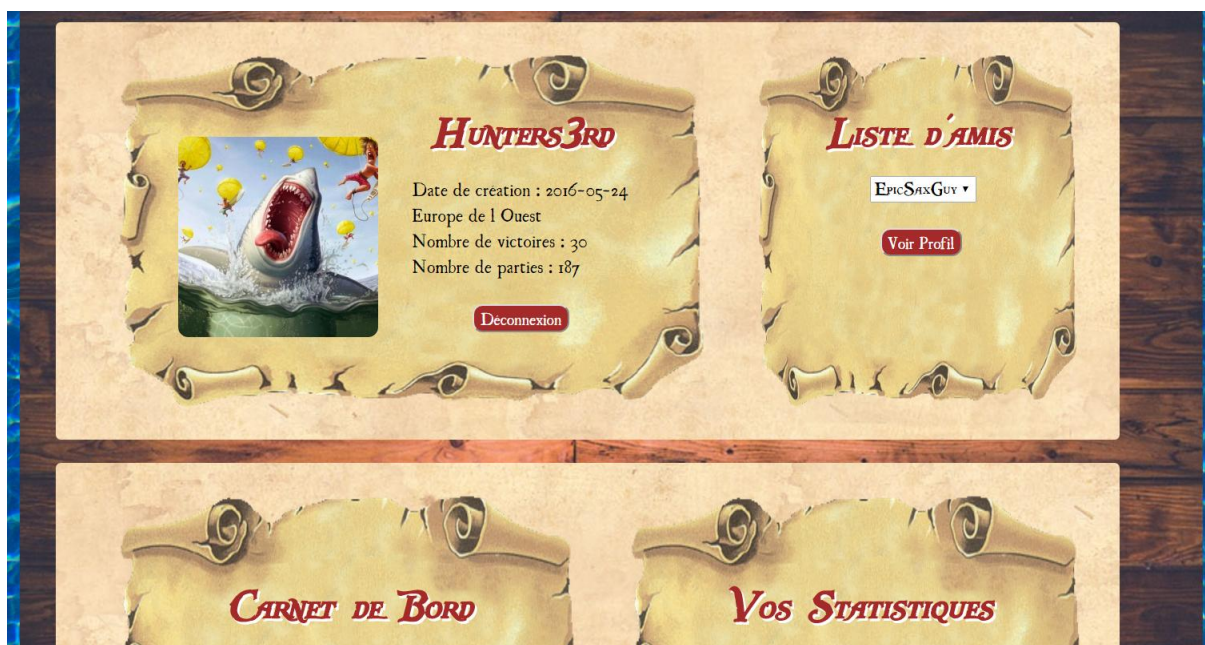 Hunters3rd
Date de création : 2016-05-24
Europe de l Ouest
Nombre de victoires : 30
Nombre de parties : 187
Déconnexion
Liste d'amis
EpicSaxGuy
Voir Profil
Carnet de Bord
Vos Statistiques